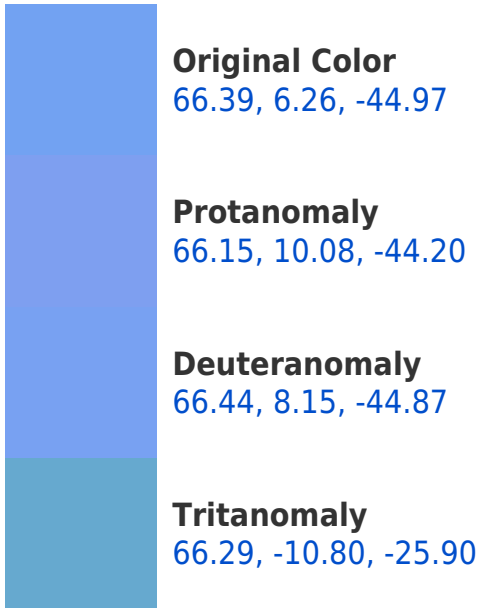 Original Color
66.39, 6.26, -44.97
Protanomaly
66.15, 10.08, -44.20
Deuteranomaly
66.44, 8.15, -44.87
Tritanomaly
66.29, -10.80, -25.90